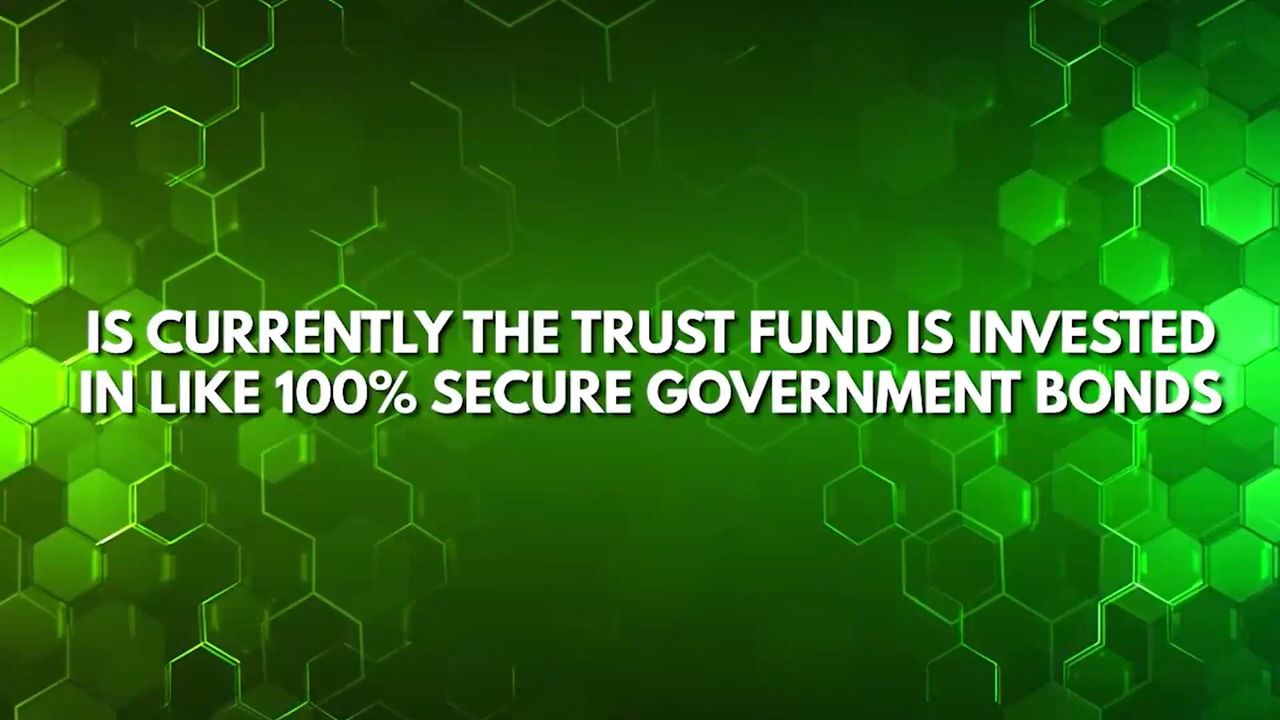 IS CURRENTLY THE TRUST FUND IS INVESTED
IN LIKE 100% SECURE GOVERNMENT BONDS